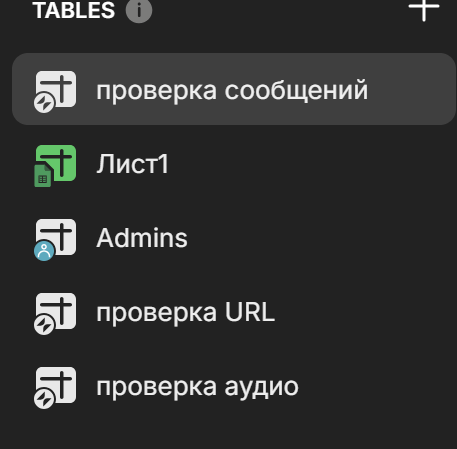 TABLES i
проверка сообщений
Лист1
Admins
проверка URL
проверка аудио